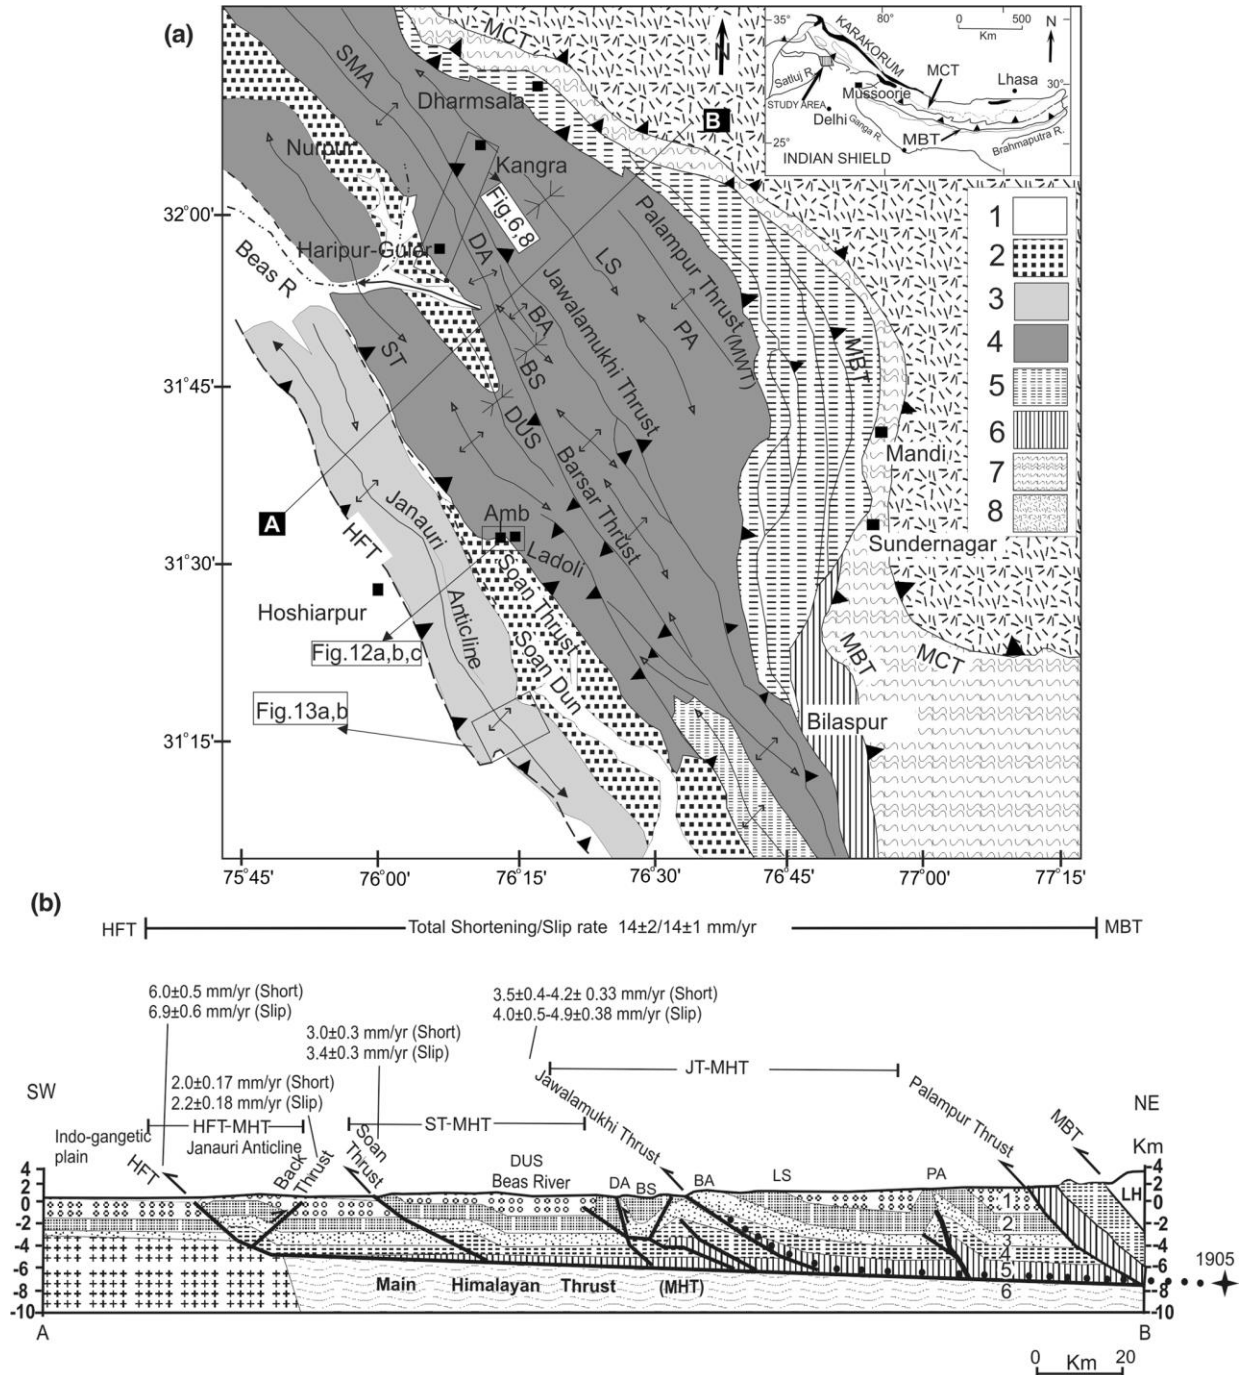 (a)
35°
80°
0 500
Km
N
KARAKORUM
MCT
Lhasa
30°
Satluj R.
Mussoorie
STUDY AREA
Delhi
Ganga R.
MBT
Brahmaputra R.
25°
INDIAN SHIELD
MCT
N
SMA
Dharmsala
B
Nurpur
Kangra
Fig.6,8
32°00'
Haripur-Guler
Beas R
DA
LS
Palampur Thrust (MWT)
Jawalamukhi Thrust
BA
PA
ST
BS
MBT
31°45'
DUS
Barsar Thrust
Mandi
A
Janauri
Anticline
Amb
Ladoli
HFT
Sundernagar
31°30'
Soan Thrust
Soan Dun
Hoshiarpur
Fig.12a,b,c
MBT
MCT
Fig.13a,b
Bilaspur
31°15'
1
2
3
4
5
6
7
8
75°45' 76°00' 76°15' 76°30' 76°45' 77°00' 77°15'
(b)
HFT Total Shortening/Slip rate 14±2/14±1 mm/yr MBT
6.0±0.5 mm/yr (Short)
6.9±0.6 mm/yr (Slip)
3.5±0.4-4.2± 0.33 mm/yr (Short)
4.0±0.5-4.9±0.38 mm/yr (Slip)
3.0±0.3 mm/yr (Short)
3.4±0.3 mm/yr (Slip)
2.0±0.17 mm/yr (Short)
2.2±0.18 mm/yr (Slip)
JT-MHT
SW
NE
HFT-MHT
ST-MHT
Janauri Anticline
Indo-gangetic
plain
HFT
Back
Thrust
Soan
Thrust
DUS
Beas River
Jawalamukhi Thrust
Palampur Thrust
MBT
Km
DA
BS
BA
LS
PA
LH
4
2
0
-2
-4
-6
-8
-10
1
2
3
4
5
6
4
2
0
-2
-4
-6
-8
-10
1905
Main Himalayan Thrust (MHT)
A
B
0 Km 20